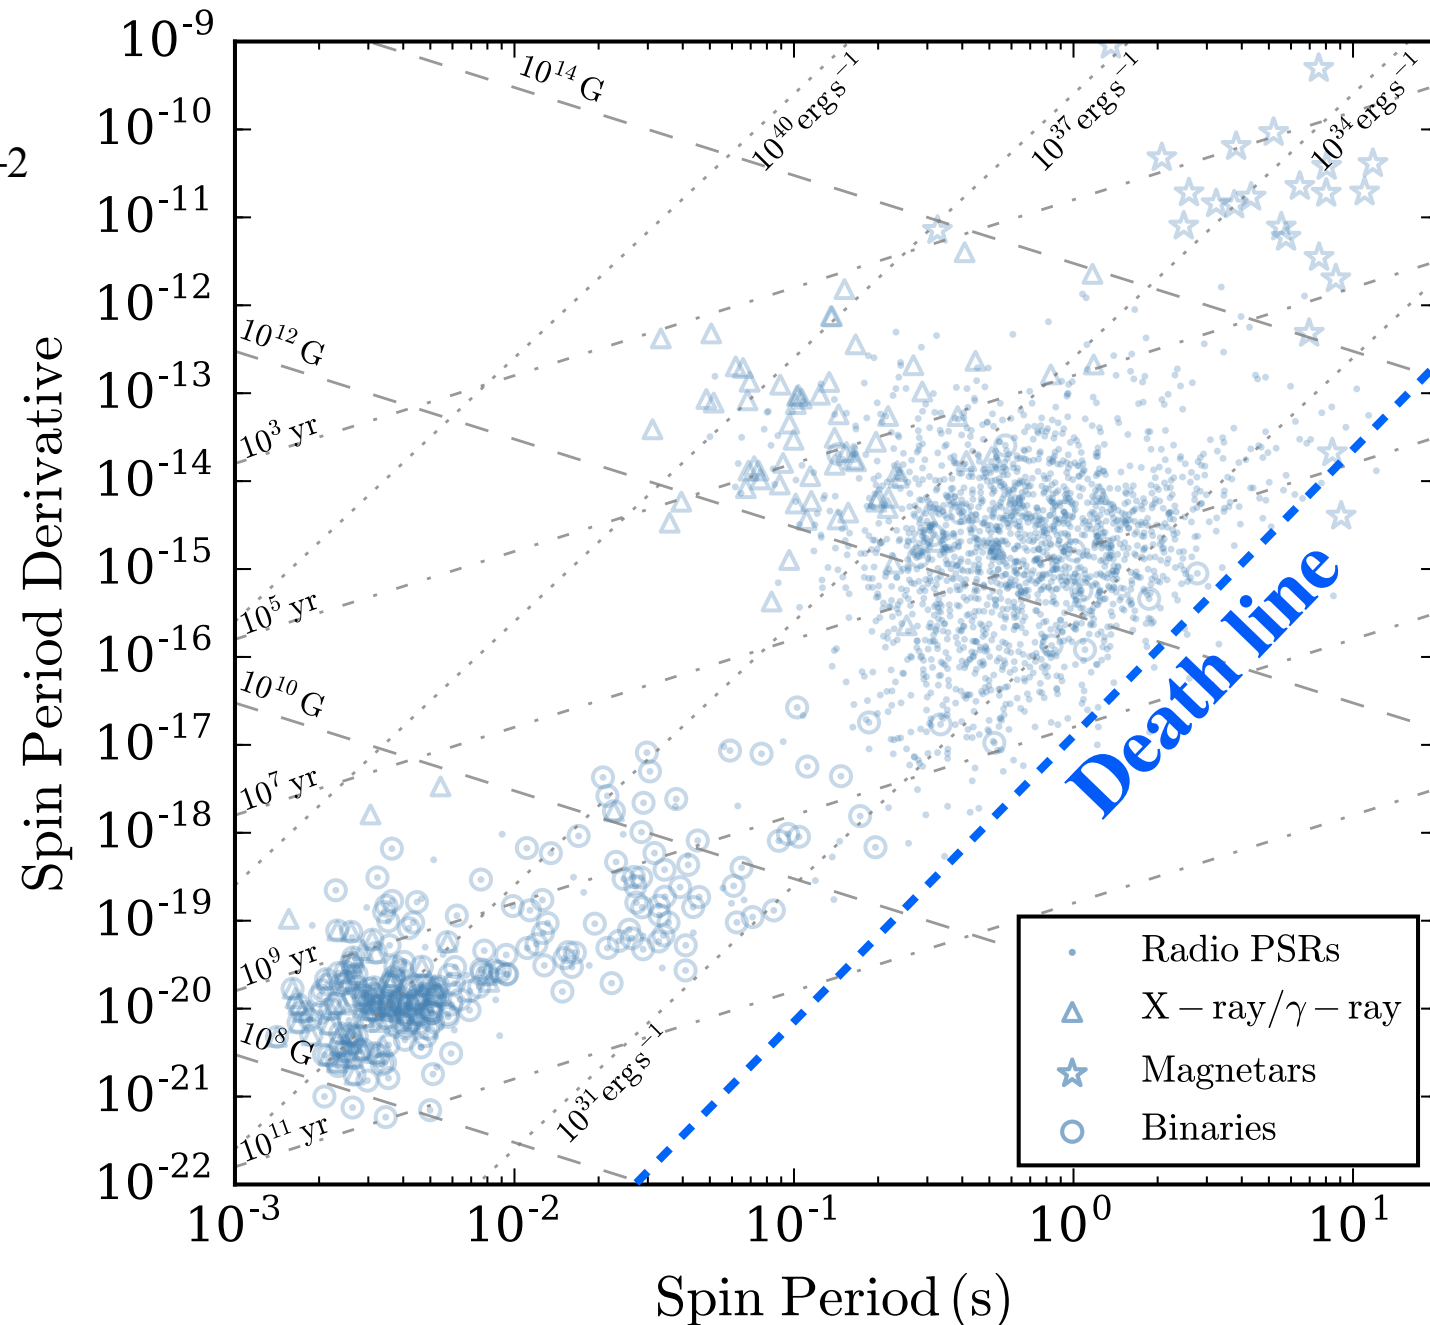 10^-9
10^-10
-2
10^-11
10^-12
10^-13
10^-14
10^-15
10^-16
10^-17
10^-18
10^-19
10^-20
10^-21
10^-22
Spin Period Derivative
10^14 G
10^12 G
10^10 G
10^8 G
10^40 erg s^−1
10^37 erg s^−1
10^34 erg s^−1
10^31 erg s^−1
10^3 yr
10^5 yr
10^7 yr
10^9 yr
10^11 yr
Death line
Radio PSRs
X − ray/γ − ray
Magnetars
Binaries
10^-3 10^-2 10^-1 10^0 10^1
Spin Period (s)